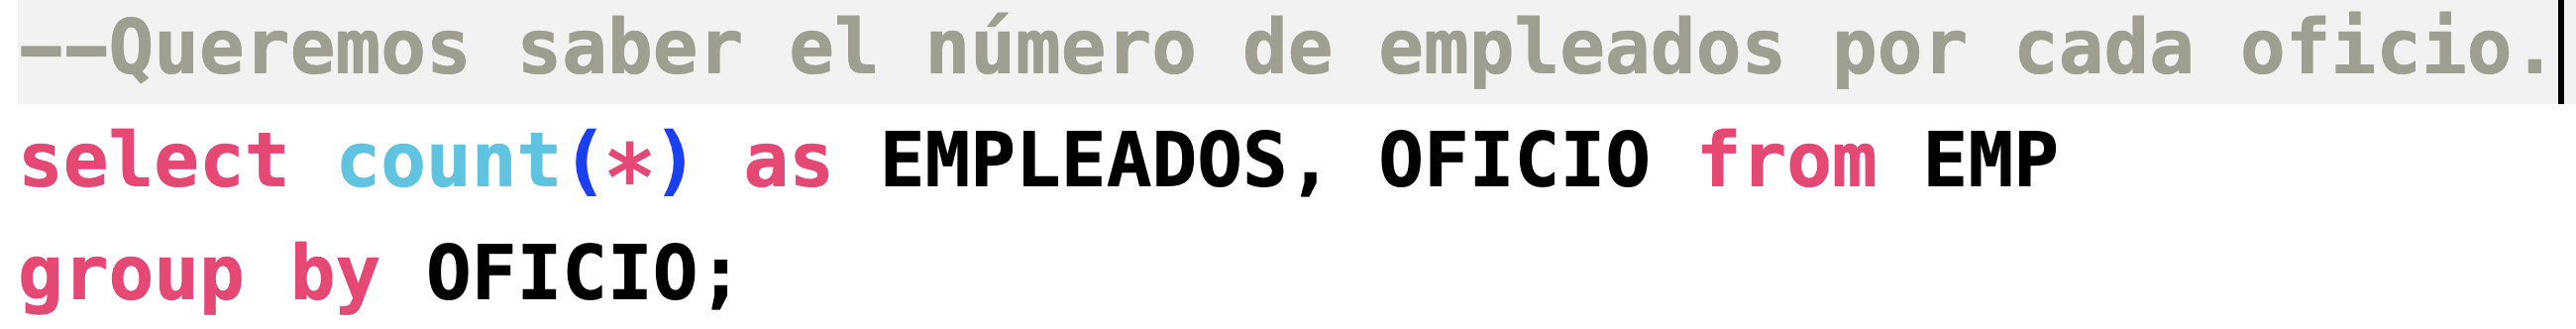 --Queremos saber el número de empleados por cada oficio.
select count(*) as EMPLEADOS, OFICIO from EMP
group by OFICIO;